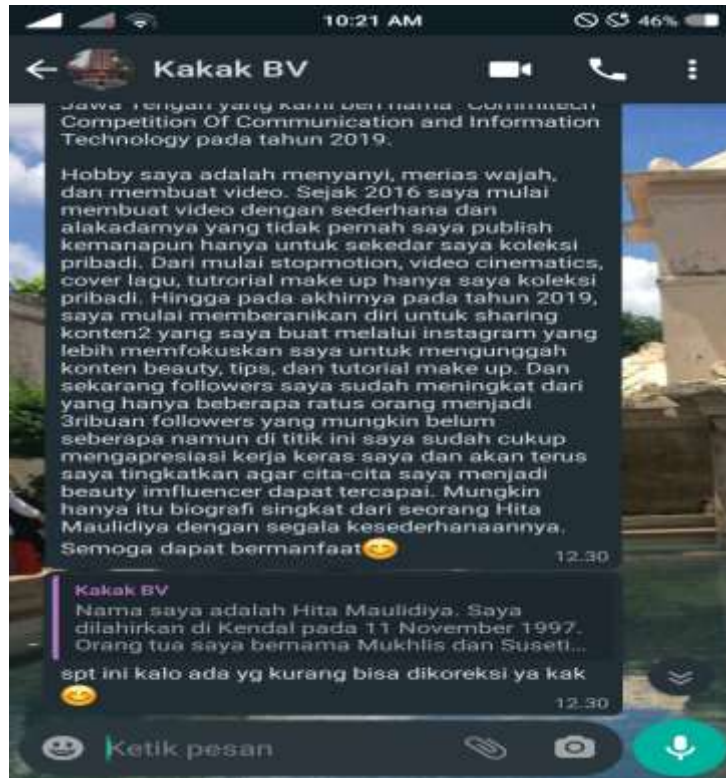 10:21 AM
46%
Kakak BV
Jawa Tengah yang kami beri nama "Commitech
Competition Of Communication and Information
Technology pada tahun 2019.
Hobby saya adalah menyanyi, merias wajah,
dan membuat video. Sejak 2016 saya mulai
membuat video dengan sederhana dan
alakadarnya yang tidak pernah saya publish
kemanapun hanya untuk sekedar saya koleksi
pribadi. Dari mulai stopmotion, video cinematics,
cover lagu, tutrorial make up hanya saya koleksi
pribadi. Hingga pada akhirnya pada tahun 2019,
saya mulai memberanikan diri untuk sharing
konten2 yang saya buat melalui instagram yang
lebih memfokuskan saya untuk mengunggah
konten beauty, tips, dan tutorial make up. Dan
sekarang followers saya sudah meningkat dari
yang hanya beberapa ratus orang menjadi
3ribuan followers yang mungkin belum
seberapa namun di titik ini saya sudah cukup
mengapresiasi kerja keras saya dan akan terus
saya tingkatkan agar cita-cita saya menjadi
beauty imfluencer dapat tercapai. Mungkin
hanya itu biografi singkat dari seorang Hita
Maulidiya dengan segala kesederhanaannya.
Semoga dapat bermanfaat😊
12.30
Kakak BV
Nama saya adalah Hita Maulidiya. Saya
dilahirkan di Kendal pada 11 November 1997.
Orang tua saya bernama Mukhlis dan Suseti...
spt ini kalo ada yg kurang bisa dikoreksi ya kak
😊
12.30
Ketik pesan